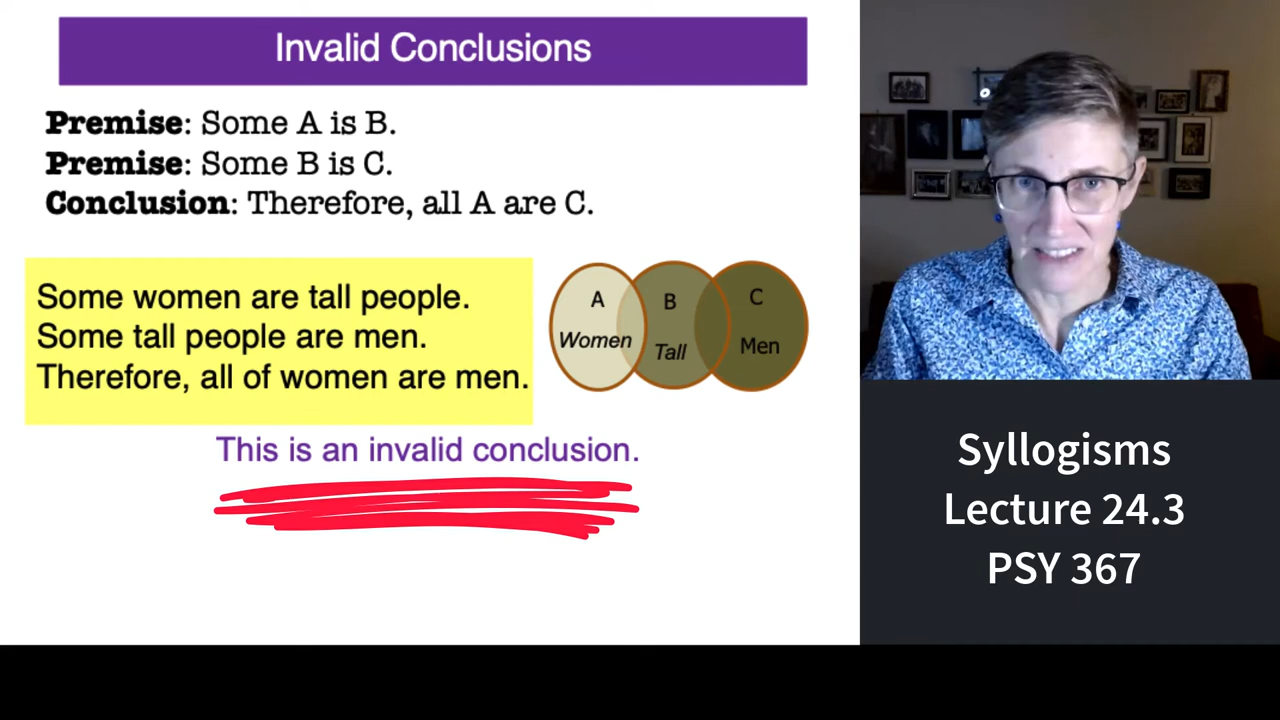 Invalid Conclusions
Premise: Some A is B.
Premise: Some B is C.
Conclusion: Therefore, all A are C.
Some women are tall people.
Some tall people are men.
Therefore, all of women are men.
A
B
C
Women
Tall
Men
This is an invalid conclusion.
Syllogisms
Lecture 24.3
PSY 367